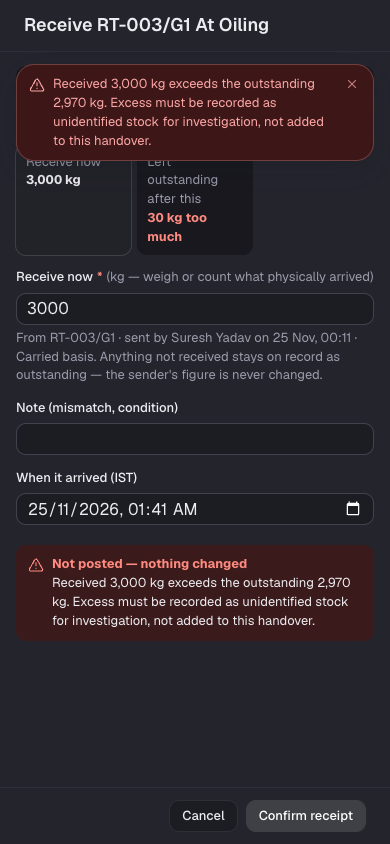 Receive RT-003/G1 At Oiling
Received 3,000 kg exceeds the outstanding
2,970 kg. Excess must be recorded as
unidentified stock for investigation, not added
to this handover.
Receive now
3,000 kg
Left
outstanding
after this
30 kg too
much
Receive now * (kg — weigh or count what physically arrived)
3000
From RT-003/G1 · sent by Suresh Yadav on 25 Nov, 00:11 ·
Carried basis. Anything not received stays on record as
outstanding — the sender's figure is never changed.
Note (mismatch, condition)
When it arrived (IST)
25/11/2026, 01:41 AM
Not posted — nothing changed
Received 3,000 kg exceeds the outstanding 2,970
kg. Excess must be recorded as unidentified stock
for investigation, not added to this handover.
Cancel
Confirm receipt